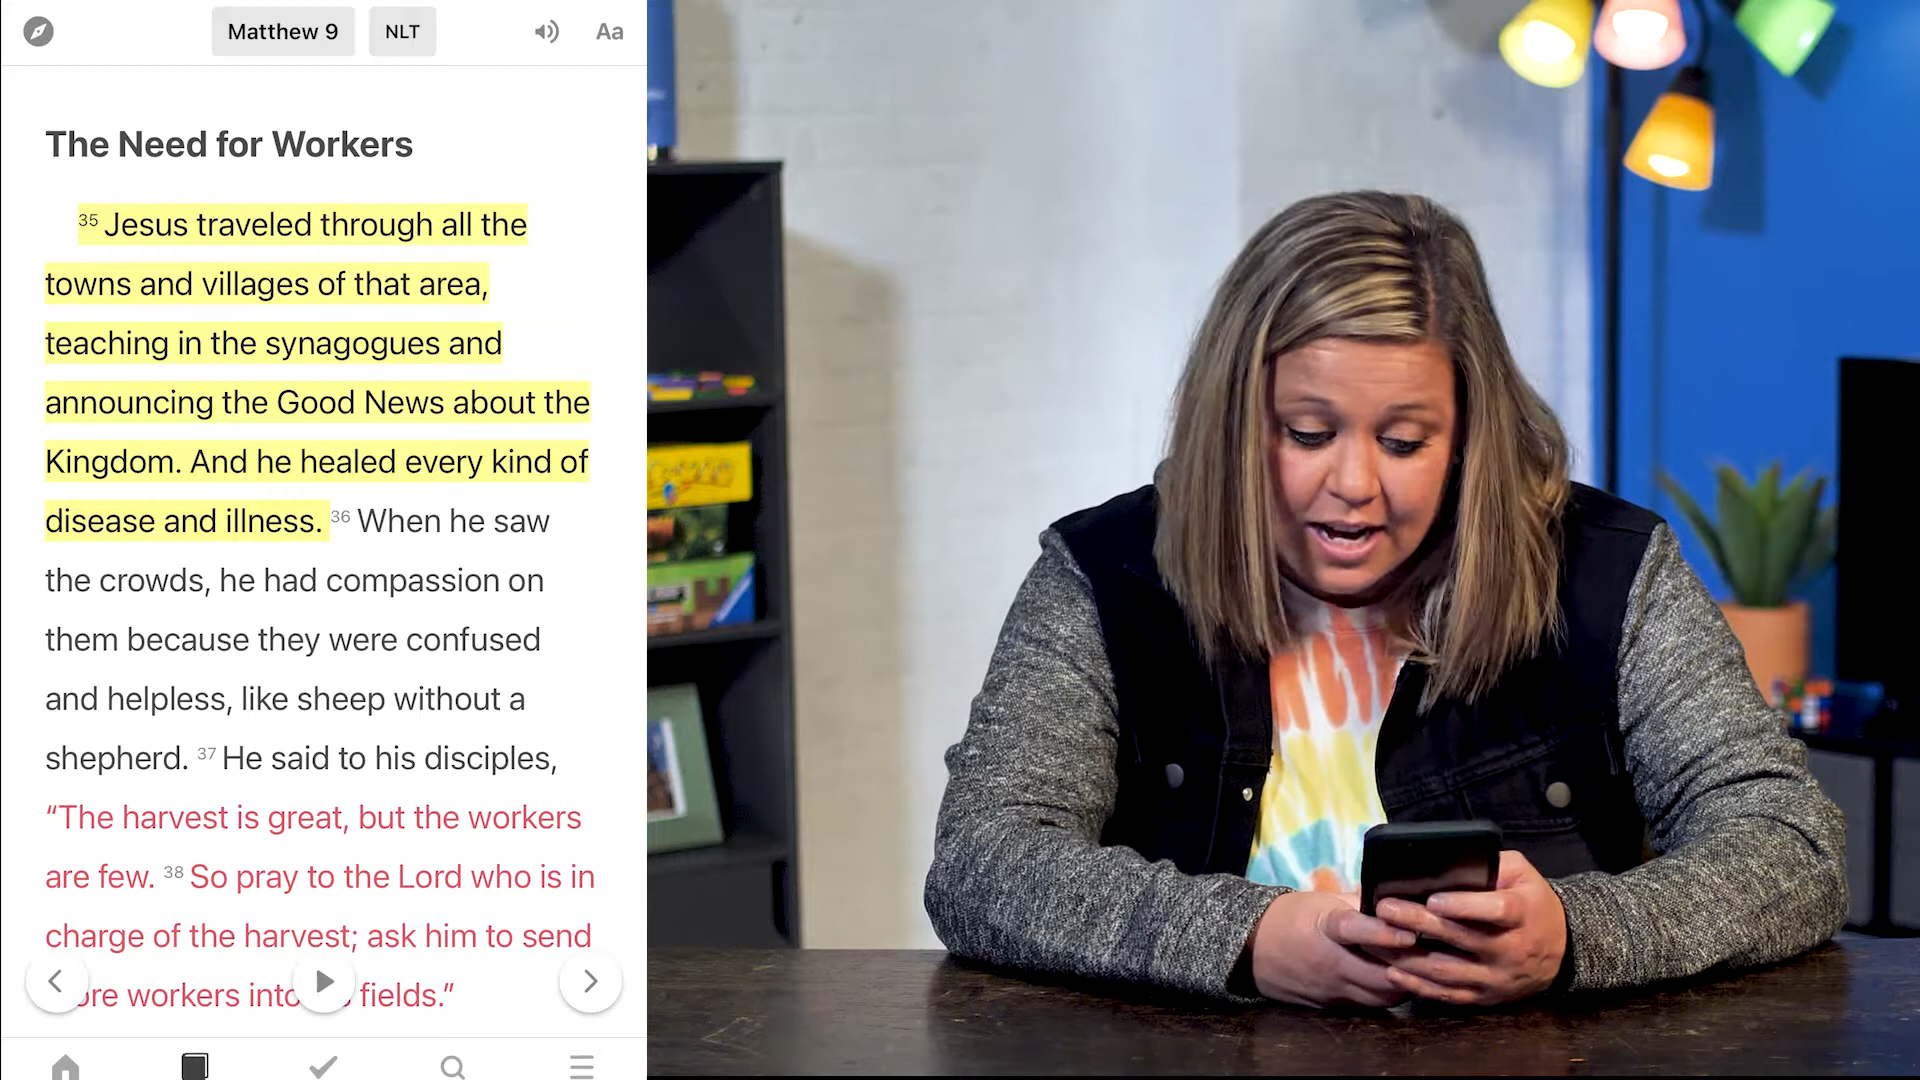 Matthew 9 NLT Aa
The Need for Workers
35 Jesus traveled through all the
towns and villages of that area,
teaching in the synagogues and
announcing the Good News about the
Kingdom. And he healed every kind of
disease and illness. 36 When he saw
the crowds, he had compassion on
them because they were confused
and helpless, like sheep without a
shepherd. 37 He said to his disciples,
“The harvest is great, but the workers
are few. 38 So pray to the Lord who is in
charge of the harvest; ask him to send
workers fields.”